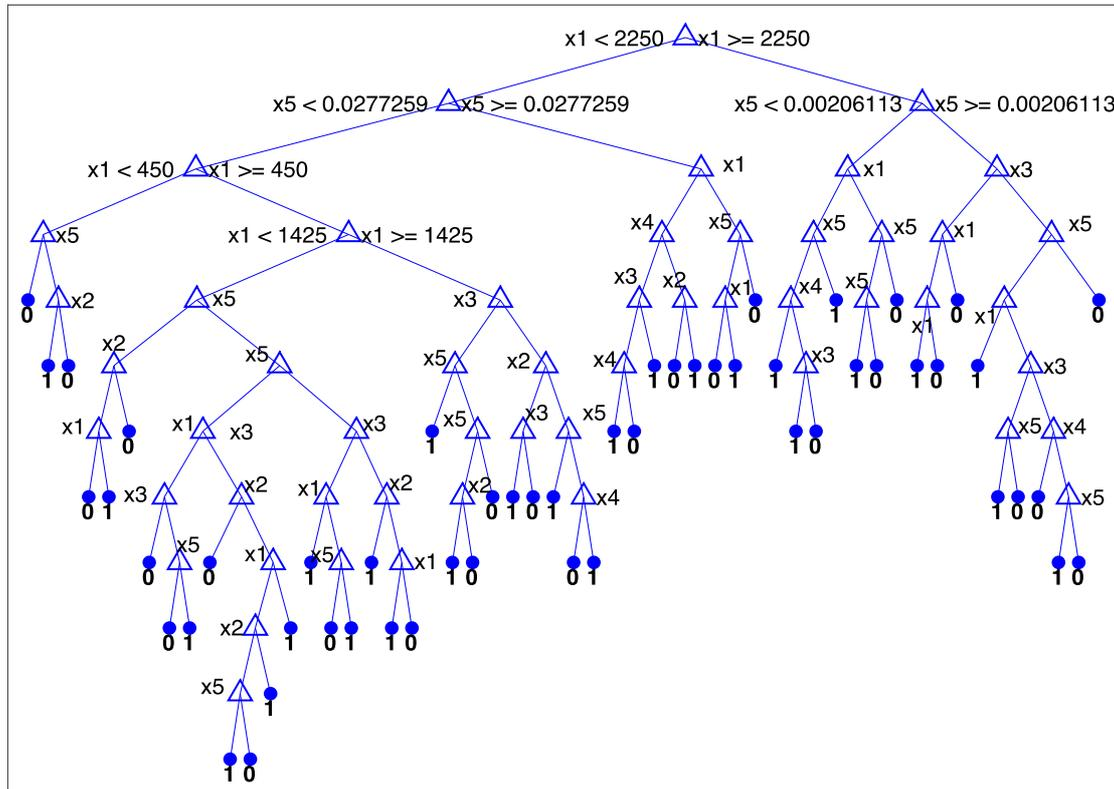 x1 < 2250 x1 >= 2250
x5 < 0.0277259 x5 >= 0.0277259 x5 < 0.00206113 x5 >= 0.00206113
x1 < 450 x1 >= 450 x1 x1 x3
x5 x1 < 1425 x1 >= 1425 x4 x5 x5 x5 x1 x5
0 x2 x5 x3 x3 x2 x1 0 x4 1 x5 0 x1 0 x1 0
1 0 x2 x5 x5 x2 x4 1 0 1 0 1 1 x3 1 0 1 0 1 x3
x1 0 x1 x3 x3 1 x5 x3 x5 1 0 1 0 x5 x4
0 1 x3 x2 x1 x2 x2 0 1 0 1 x4 1 0 0 x5
0 x5 0 x1 1 x5 1 x1 1 0 0 1 1 0
0 1 x2 1 0 1 1 0
x5 1
1 0